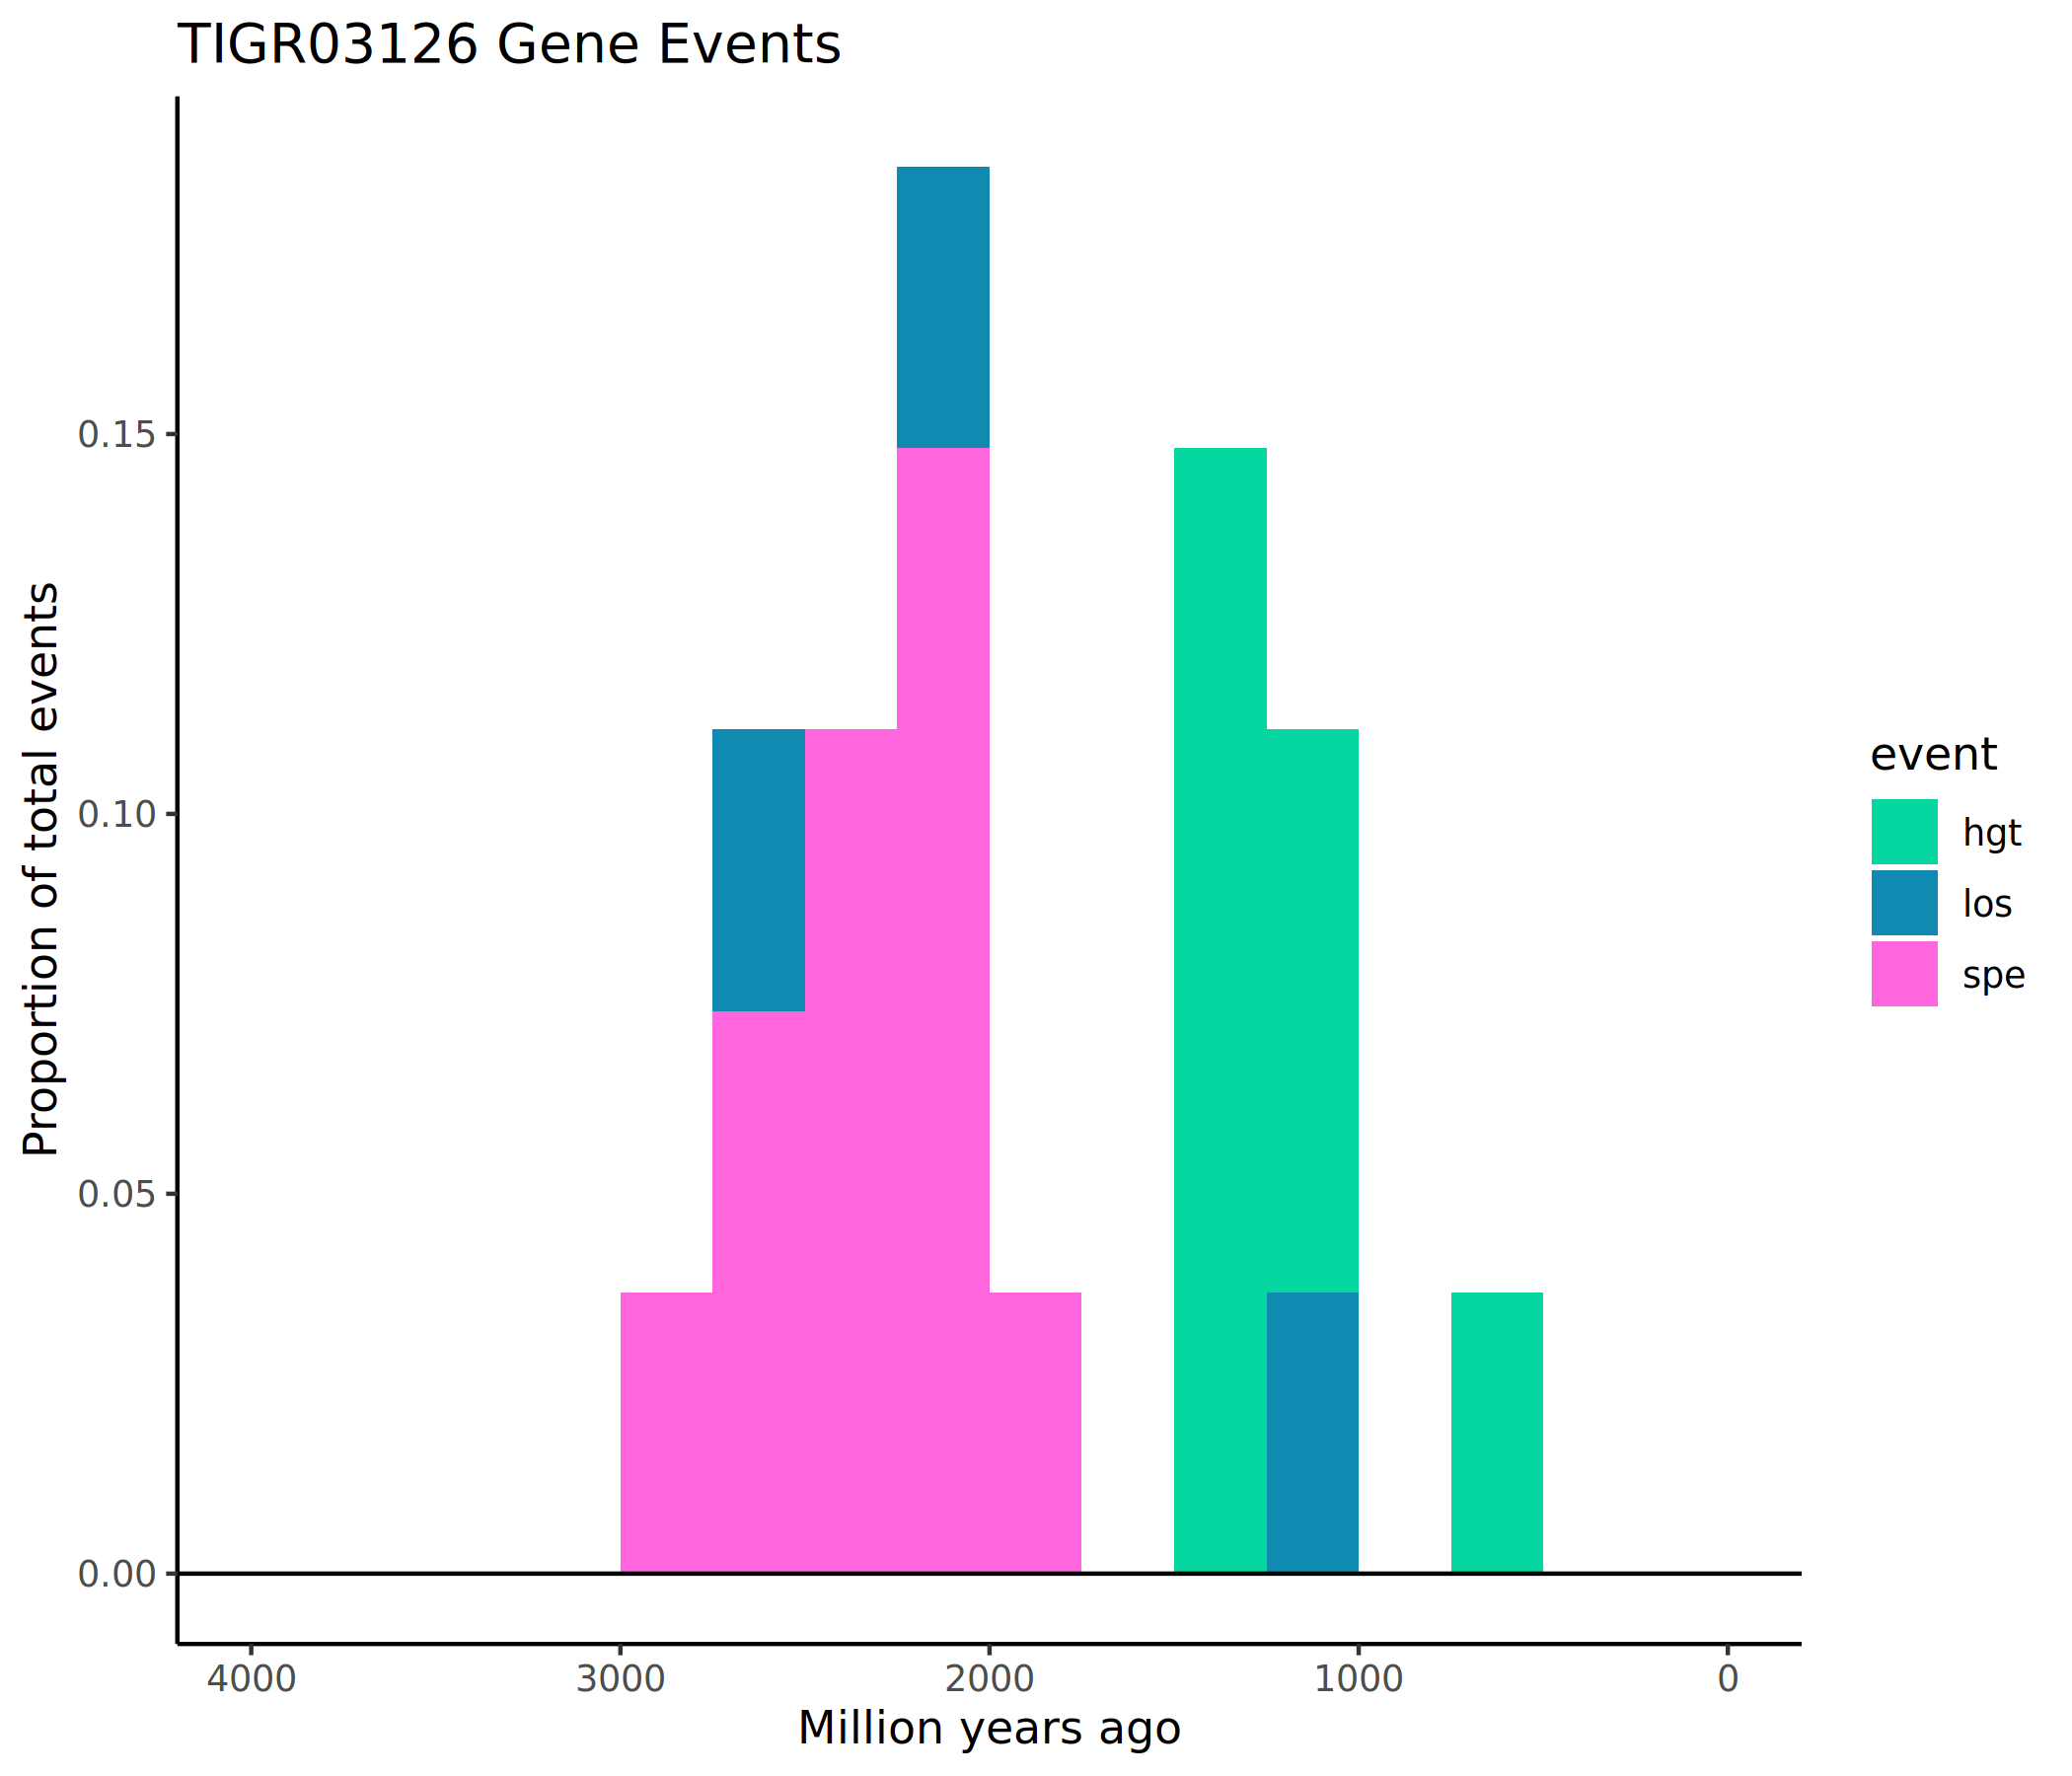 TIGR03126 Gene Events
Proportion of total events
0.15
0.10
0.05
0.00
4000 3000 2000 1000 0
Million years ago
event
hgt
los
spe